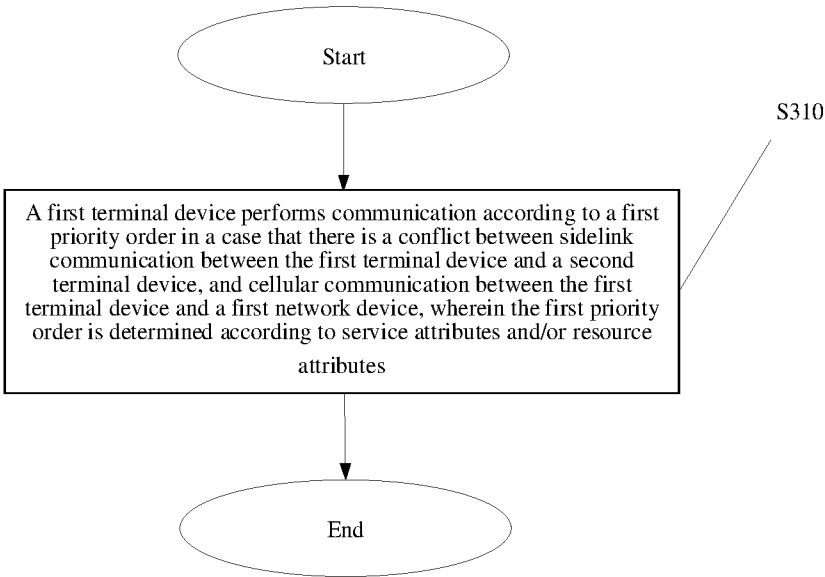 Start
S310
A first terminal device performs communication according to a first
priority order in a case that there is a conflict between sidelink
communication between the first terminal device and a second
terminal device, and cellular communication between the first
terminal device and a first network device, wherein the first priority
order is determined according to service attributes and/or resource
attributes
End